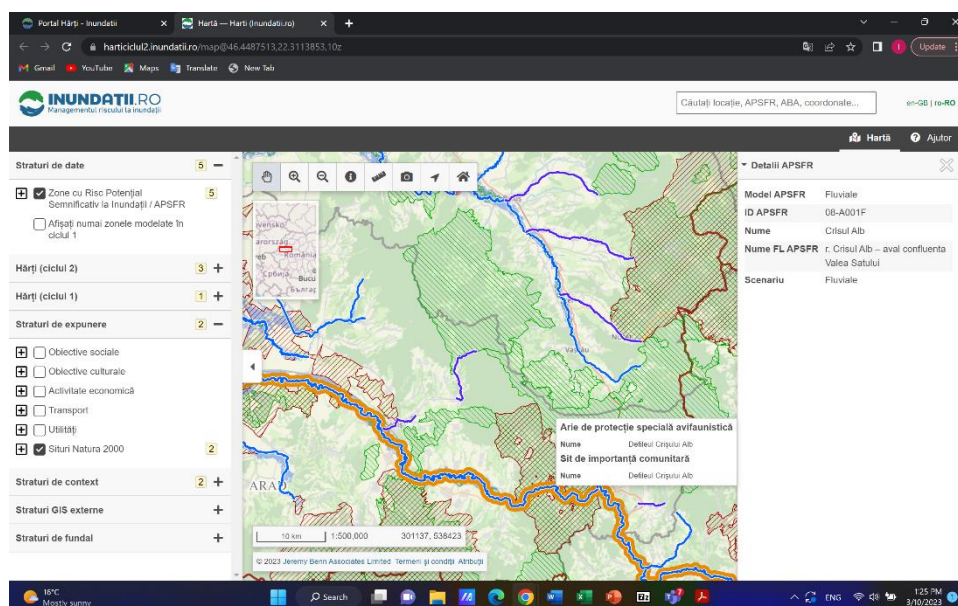 Portal Hărți - Inundatii
Hartă — Harti (Inundatii.ro)
harticiclul2.inundatii.ro/map@46.4487513,22.3113853,10z
Update
Gmail
YouTube
Maps
Translate
New Tab
INUNDATII.RO
Managementul riscului la inundații
Căutați locație, APSFR, ABA, coordonate...
en-GB | ro-RO
Hartă
Ajutor
Straturi de date
5
Zone cu Risc Potențial
Semnificativ la Inundații / APSFR
5
Afișați numai zonele modelate în
ciclul 1
Hărți (ciclul 2)
3
Hărți (ciclul 1)
1
Straturi de expunere
2
Obiective sociale
Obiective culturale
Activitate economică
Transport
Utilități
Situri Natura 2000
2
Straturi de context
2
Straturi GIS externe
Straturi de fundal
România
Србија
Bucu
ARAD
Arie de protecție specială avifaunistică
Nume Defileul Crișului Alb
Sit de importanță comunitară
Nume Defileul Crișului Alb
10 km
1:500,000
301137, 538423
© 2023 Jeremy Benn Associates Limited Termeni și condiții Atribuții
Detalii APSFR
Model APSFR Fluviale
ID APSFR 08-A001F
Nume Crisul Alb
Nume FL APSFR r. Crisul Alb – aval confluenta
Valea Satului
Scenariu Fluviale
16°C
Mostly sunny
Search
ENG
1:25 PM
3/10/2023